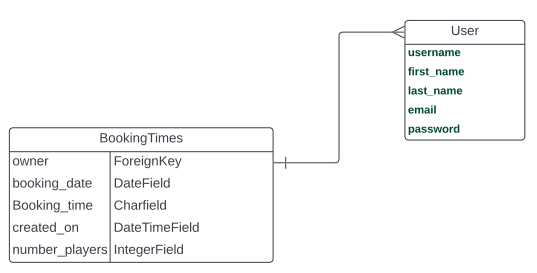 User
username
first_name
last_name
email
password
BookingTimes
owner ForeignKey
booking_date DateField
Booking_time Charfield
created_on DateTimeField
number_players IntegerField